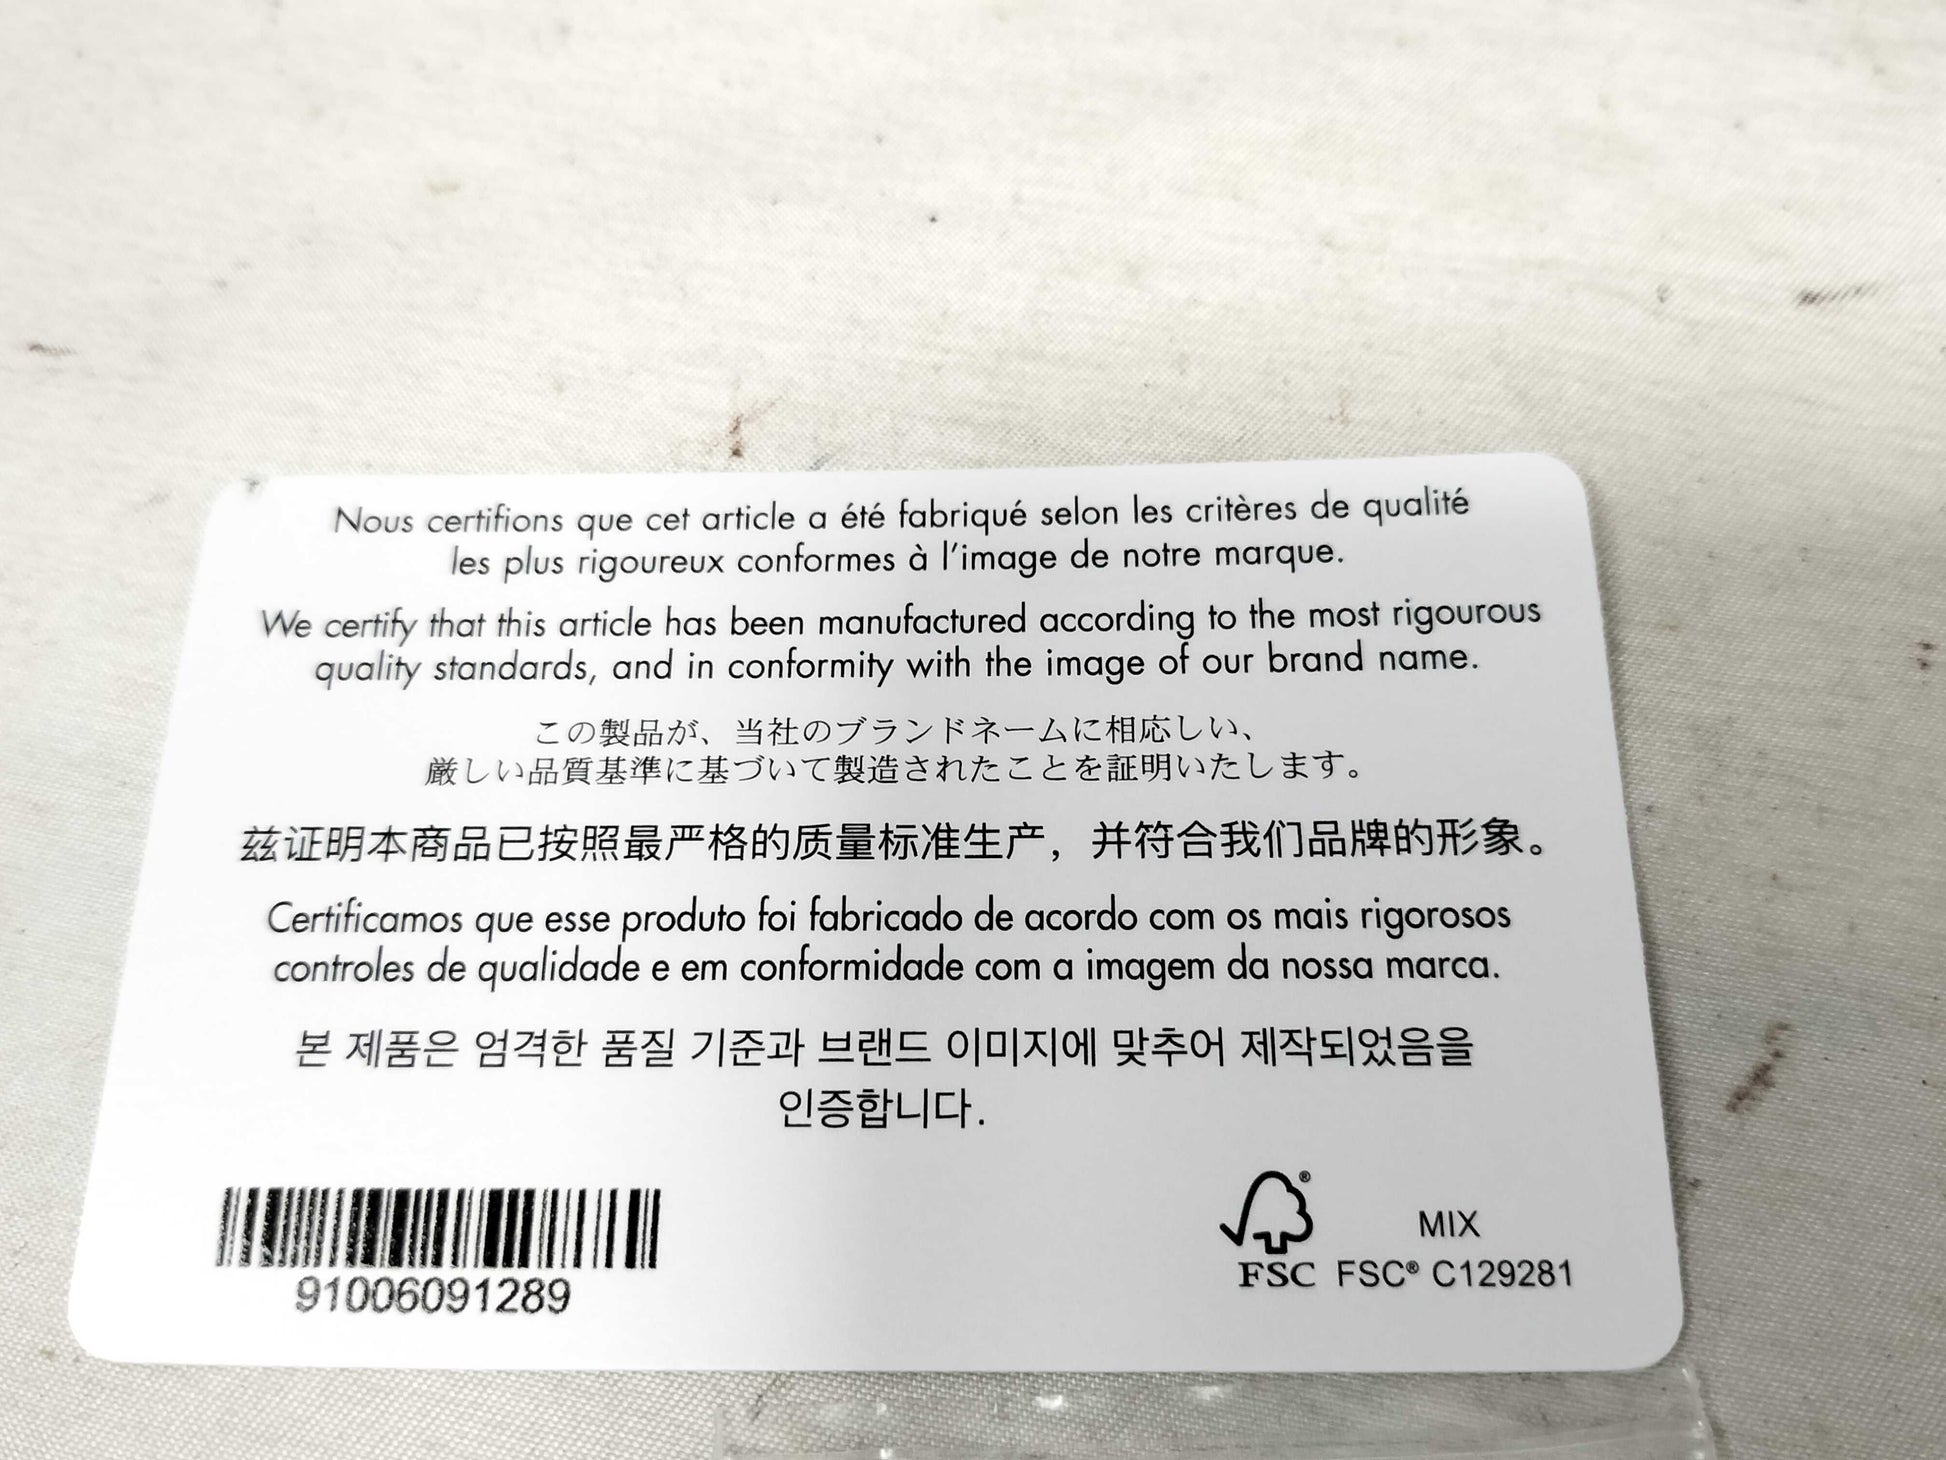 Nous certifions que cet article a été fabriqué selon les critères de qualité
les plus rigoureux conformes à l'image de notre marque.
We certify that this article has been manufactured according to the most rigourous
quality standards, and in conformity with the image of our brand name.
この製品が、当社のブランドネームに相応しい、
厳しい品質基準に基づいて製造されたことを証明いたします。
兹证明本商品已按照最严格的质量标准生产，并符合我们品牌的形象。
Certificamos que esse produto foi fabricado de acordo com os mais rigorosos
controles de qualidade e em conformidade com a imagem da nossa marca.
본 제품은 엄격한 품질 기준과 브랜드 이미지에 맞추어 제작되었음을
인증합니다.
91006091289
®
MIX
FSC FSC® C129281